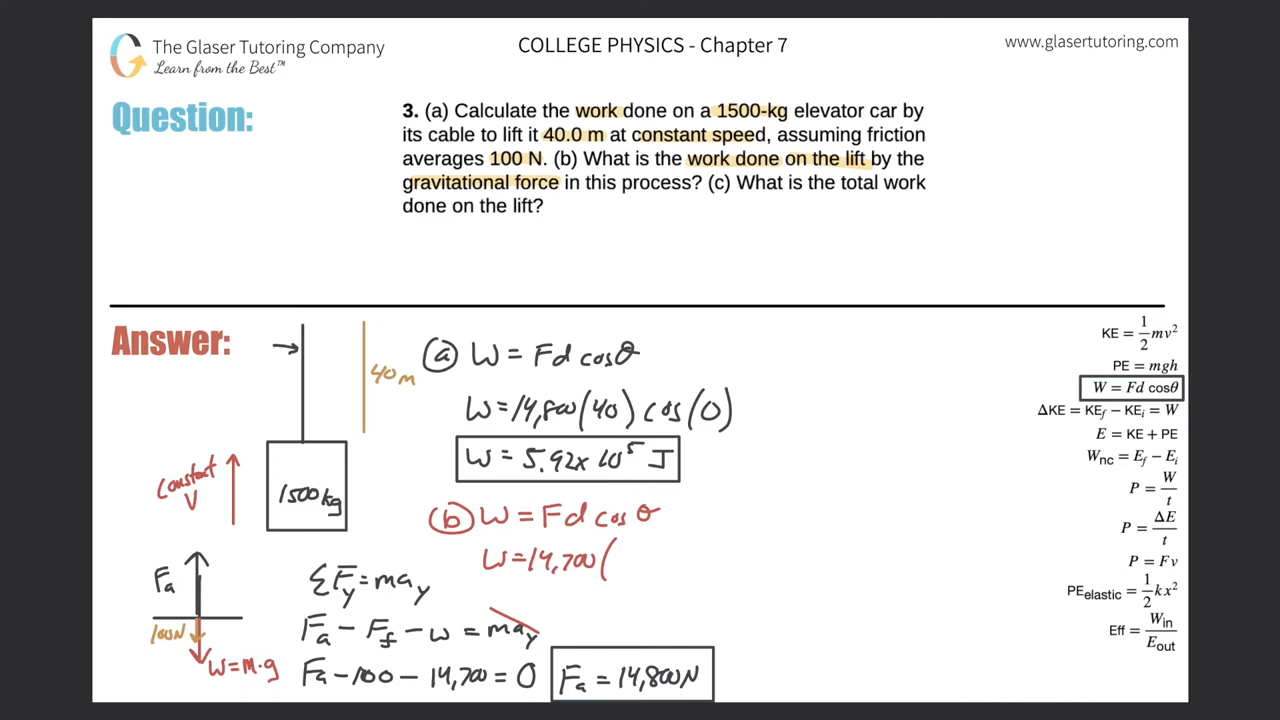 The Glaser Tutoring Company
Learn from the Best™
COLLEGE PHYSICS - Chapter 7
www.glasertutoring.com
Question:
3. (a) Calculate the work done on a 1500-kg elevator car by
its cable to lift it 40.0 m at constant speed, assuming friction
averages 100 N. (b) What is the work done on the lift by the
gravitational force in this process? (c) What is the total work
done on the lift?
Answer:
40 m
1500 kg
Constant
V
Fa
100N
W = m·g
ΣFy = may
Fa − Ff − w = may
Fa − 100 − 14,700 = 0
Fa = 14,800N
(a) W = Fd cosθ
W = 14,800(40) cos(0)
W = 5.92 x 10⁵ J
(b) W = Fd cosθ
W = 14,700(
KE = 1/2 mv²
PE = mgh
W = Fd cosθ
ΔKE = KEf − KEi = W
E = KE + PE
Wnc = Ef − Ei
P = W/t
P = ΔE/t
P = Fv
PEelastic = 1/2 kx²
Eff = Win/Eout